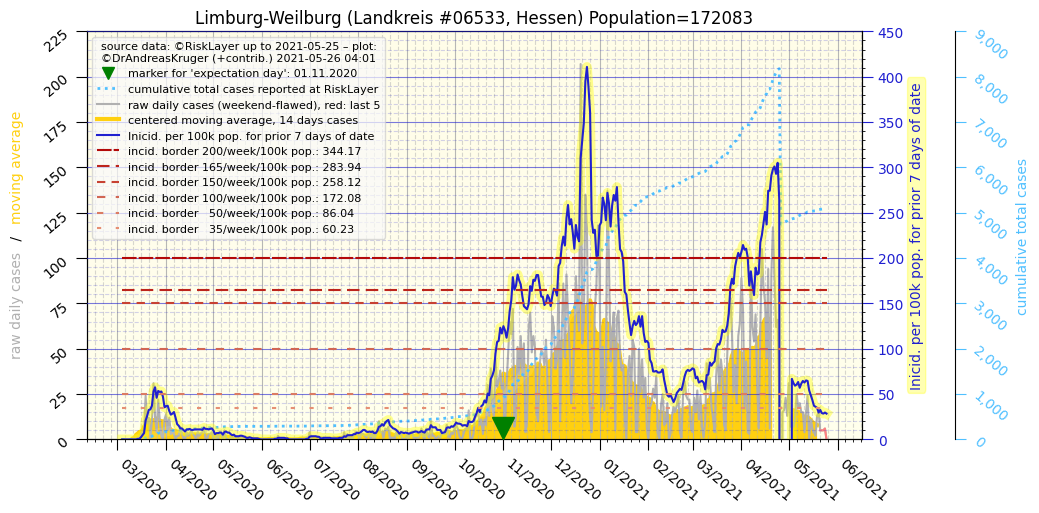 Limburg-Weilburg (Landkreis #06533, Hessen) Population=172083
source data: ©RiskLayer up to 2021-05-25 – plot:
©DrAndreasKruger (+contrib.) 2021-05-26 04:01
marker for 'expectation day': 01.11.2020
cumulative total cases reported at RiskLayer
raw daily cases (weekend-flawed), red: last 5
centered moving average, 14 days cases
Inicid. per 100k pop. for prior 7 days of date
incid. border 200/week/100k pop.: 344.17
incid. border 165/week/100k pop.: 283.94
incid. border 150/week/100k pop.: 258.12
incid. border 100/week/100k pop.: 172.08
incid. border   50/week/100k pop.: 86.04
incid. border   35/week/100k pop.: 60.23
raw daily cases / moving average
225
200
175
150
125
100
75
50
25
0
450
400
350
300
250
200
150
100
50
0
Inicid. per 100k pop. for prior 7 days of date
9,000
8,000
7,000
6,000
5,000
4,000
3,000
2,000
1,000
0
cumulative total cases
03/2020
04/2020
05/2020
06/2020
07/2020
08/2020
09/2020
10/2020
11/2020
12/2020
01/2021
02/2021
03/2021
04/2021
05/2021
06/2021